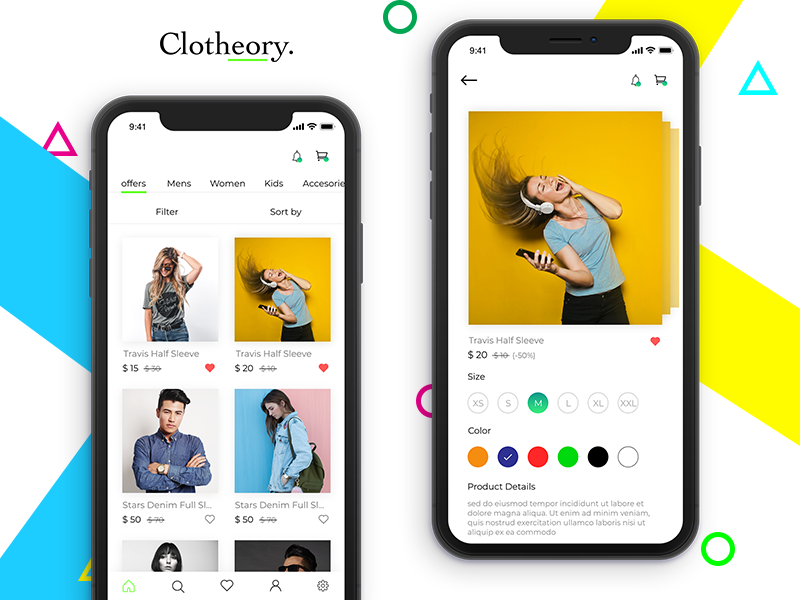 Clotheory.
9:41
offers Mens Women Kids Accesorie
Filter Sort by
Travis Half Sleeve Travis Half Sleeve
$ 15 $ 30 $ 20 $ 10
Stars Denim Full Sl... Stars Denim Full Sl...
$ 50 $ 70 $ 50 $ 70
9:41
Travis Half Sleeve
$ 20 $ 10 (-50%)
Size
XS S M L XL XXL
Color
Product Details
sed do eiusmod tempor incididunt ut labore et
dolore magna aliqua. Ut enim ad minim veniam,
quis nostrud exercitation ullamco laboris nisi ut
aliquip ex ea commodo